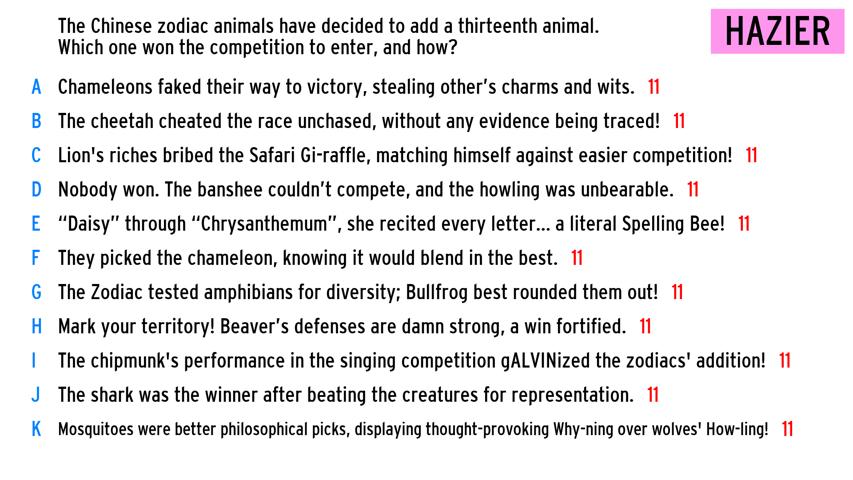 The Chinese zodiac animals have decided to add a thirteenth animal.
Which one won the competition to enter, and how?
HAZIER
A Chameleons faked their way to victory, stealing other's charms and wits. 11
B The cheetah cheated the race unchased, without any evidence being traced! 11
C Lion's riches bribed the Safari Gi-raffle, matching himself against easier competition! 11
D Nobody won. The banshee couldn't compete, and the howling was unbearable. 11
E “Daisy” through “Chrysanthemum”, she recited every letter... a literal Spelling Bee! 11
F They picked the chameleon, knowing it would blend in the best. 11
G The Zodiac tested amphibians for diversity; Bullfrog best rounded them out! 11
H Mark your territory! Beaver's defenses are damn strong, a win fortified. 11
I The chipmunk's performance in the singing competition gALVINized the zodiacs' addition! 11
J The shark was the winner after beating the creatures for representation. 11
K Mosquitoes were better philosophical picks, displaying thought-provoking Why-ning over wolves' How-ling! 11